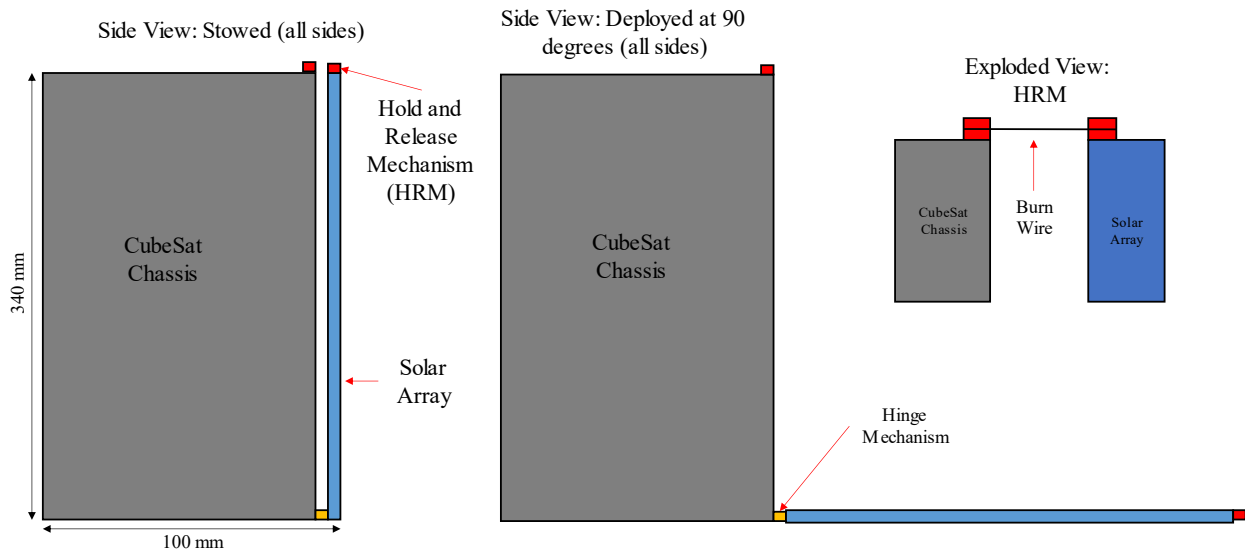 Side View: Stowed (all sides)
340 mm
CubeSat
Chassis
100 mm
Hold and
Release
Mechanism
(HRM)
Solar
Array
Side View: Deployed at 90
degrees (all sides)
CubeSat
Chassis
Hinge
Mechanism
Exploded View:
HRM
CubeSat
Chassis
Burn
Wire
Solar
Array